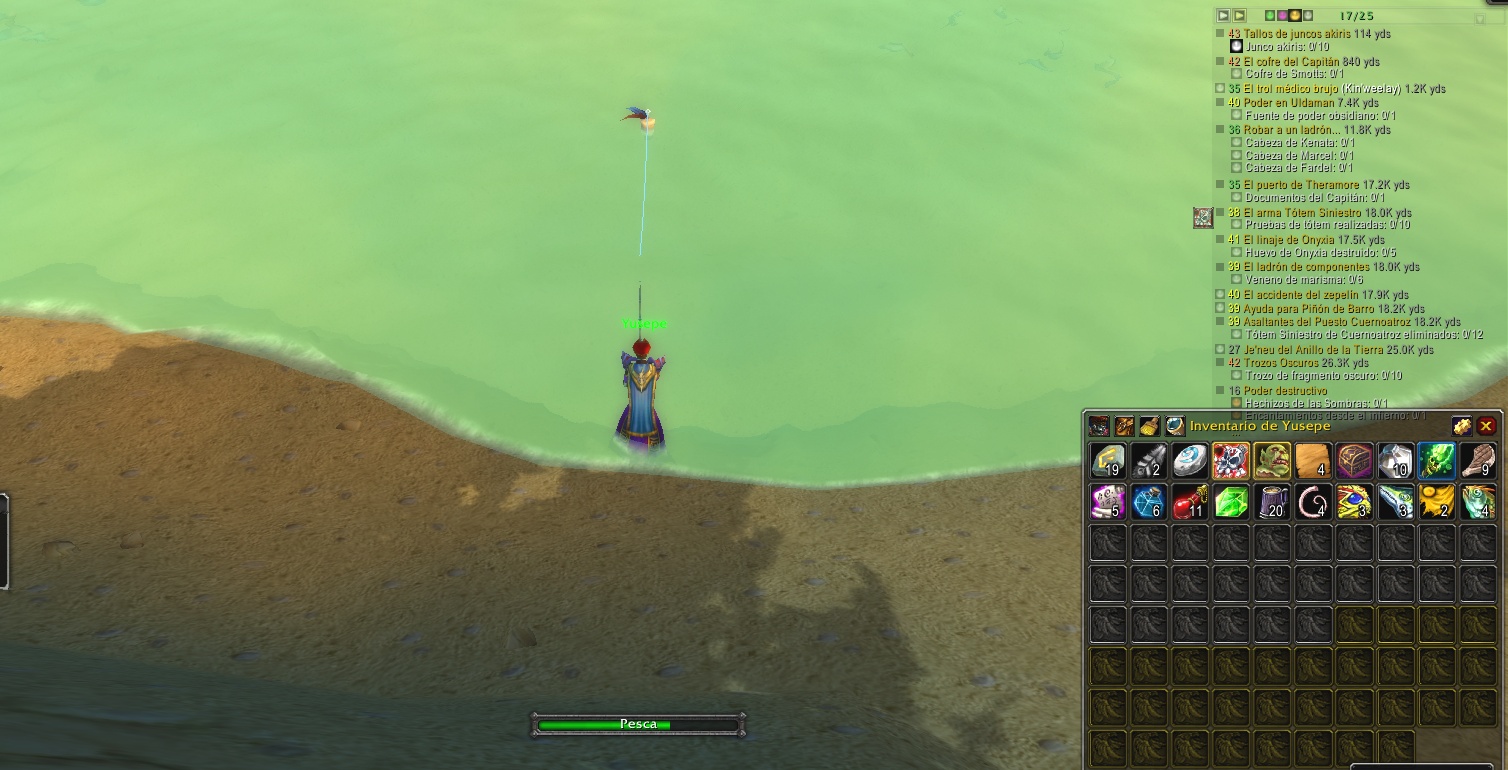 17/25
43 Tallos de juncos akiris 114 yds
Junco akiris: 0/10
42 El cofre del Capitán 840 yds
Cofre de Smotts: 0/1
35 El trol médico brujo (Kin'weelay) 1.2K yds
40 Poder en Uldaman 7.4K yds
Fuente de poder obsidiano: 0/1
36 Robar a un ladrón... 11.8K yds
Cabeza de Kenata: 0/1
Cabeza de Marcel: 0/1
Cabeza de Fardel: 0/1
35 El puerto de Theramore 17.2K yds
Documentos del Capitán: 0/1
38 El arma Tótem Siniestro 18.0K yds
Pruebas de tótem realizadas: 0/10
41 El linaje de Onyxia 17.5K yds
Huevo de Onyxia destruido: 0/5
39 El ladrón de componentes 18.0K yds
Veneno de marisma: 0/6
40 El accidente del zepelín 17.9K yds
39 Ayuda para Piñón de Barro 18.2K yds
39 Asaltantes del Puesto Cuernoatroz 18.2K yds
Tótem Siniestro de Cuernoatroz eliminados: 0/12
27 Je'neu del Anillo de la Tierra 25.0K yds
42 Trozos Oscuros 26.3K yds
Trozo de fragmento oscuro: 0/10
16 Poder destructivo
Hechizos de las Sombras: 0/1
Encantamientos desde el Infierno: 0/1
Yusepe
Inventario de Yusepe
19 2 4 10 9
5 6 11 20 4 3 3 2 4
Pesca